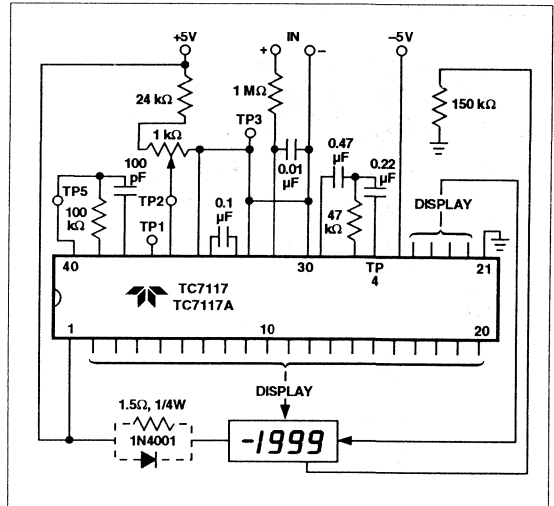 +5V
IN
+
–
–5V
24 kΩ
1 MΩ
150 kΩ
TP3
1 kΩ
0.47
µF
0.22
µF
0.01
µF
100
pF
TP5
TP2
DISPLAY
100
kΩ
TP1
0.1
µF
47
kΩ
40
30
TP
4
21
TC7117
TC7117A
1
10
20
DISPLAY
1.5Ω, 1/4W
1N4001
-1999